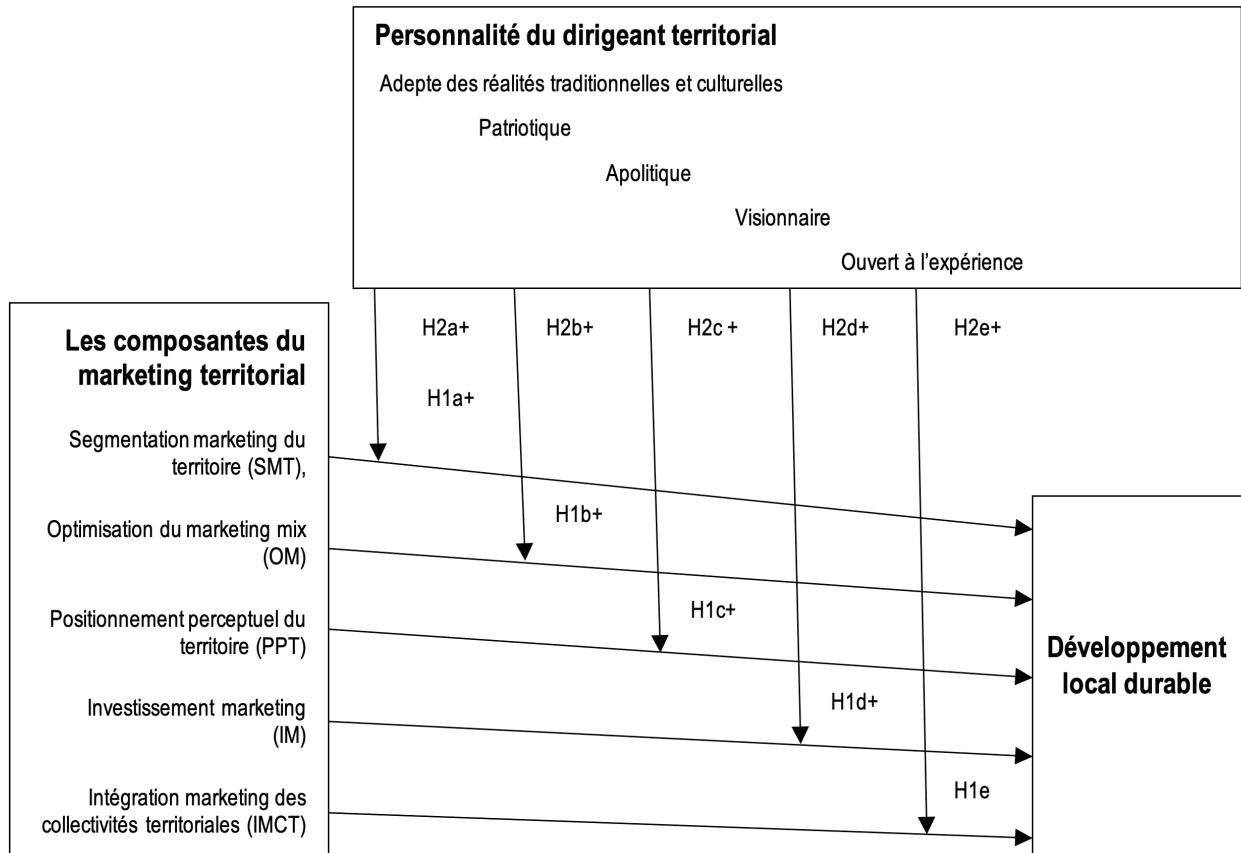 Personnalité du dirigeant territorial
Adepte des réalités traditionnelles et culturelles
Patriotique
Apolitique
Visionnaire
Ouvert à l'expérience
H2a+
H2b+
H2c +
H2d+
H2e+
Les composantes du
marketing territorial
H1a+
Segmentation marketing du
territoire (SMT),
H1b+
Optimisation du marketing mix
(OM)
H1c+
Positionnement perceptuel du
territoire (PPT)
Développement
local durable
H1d+
Investissement marketing
(IM)
H1e
Intégration marketing des
collectivités territoriales (IMCT)